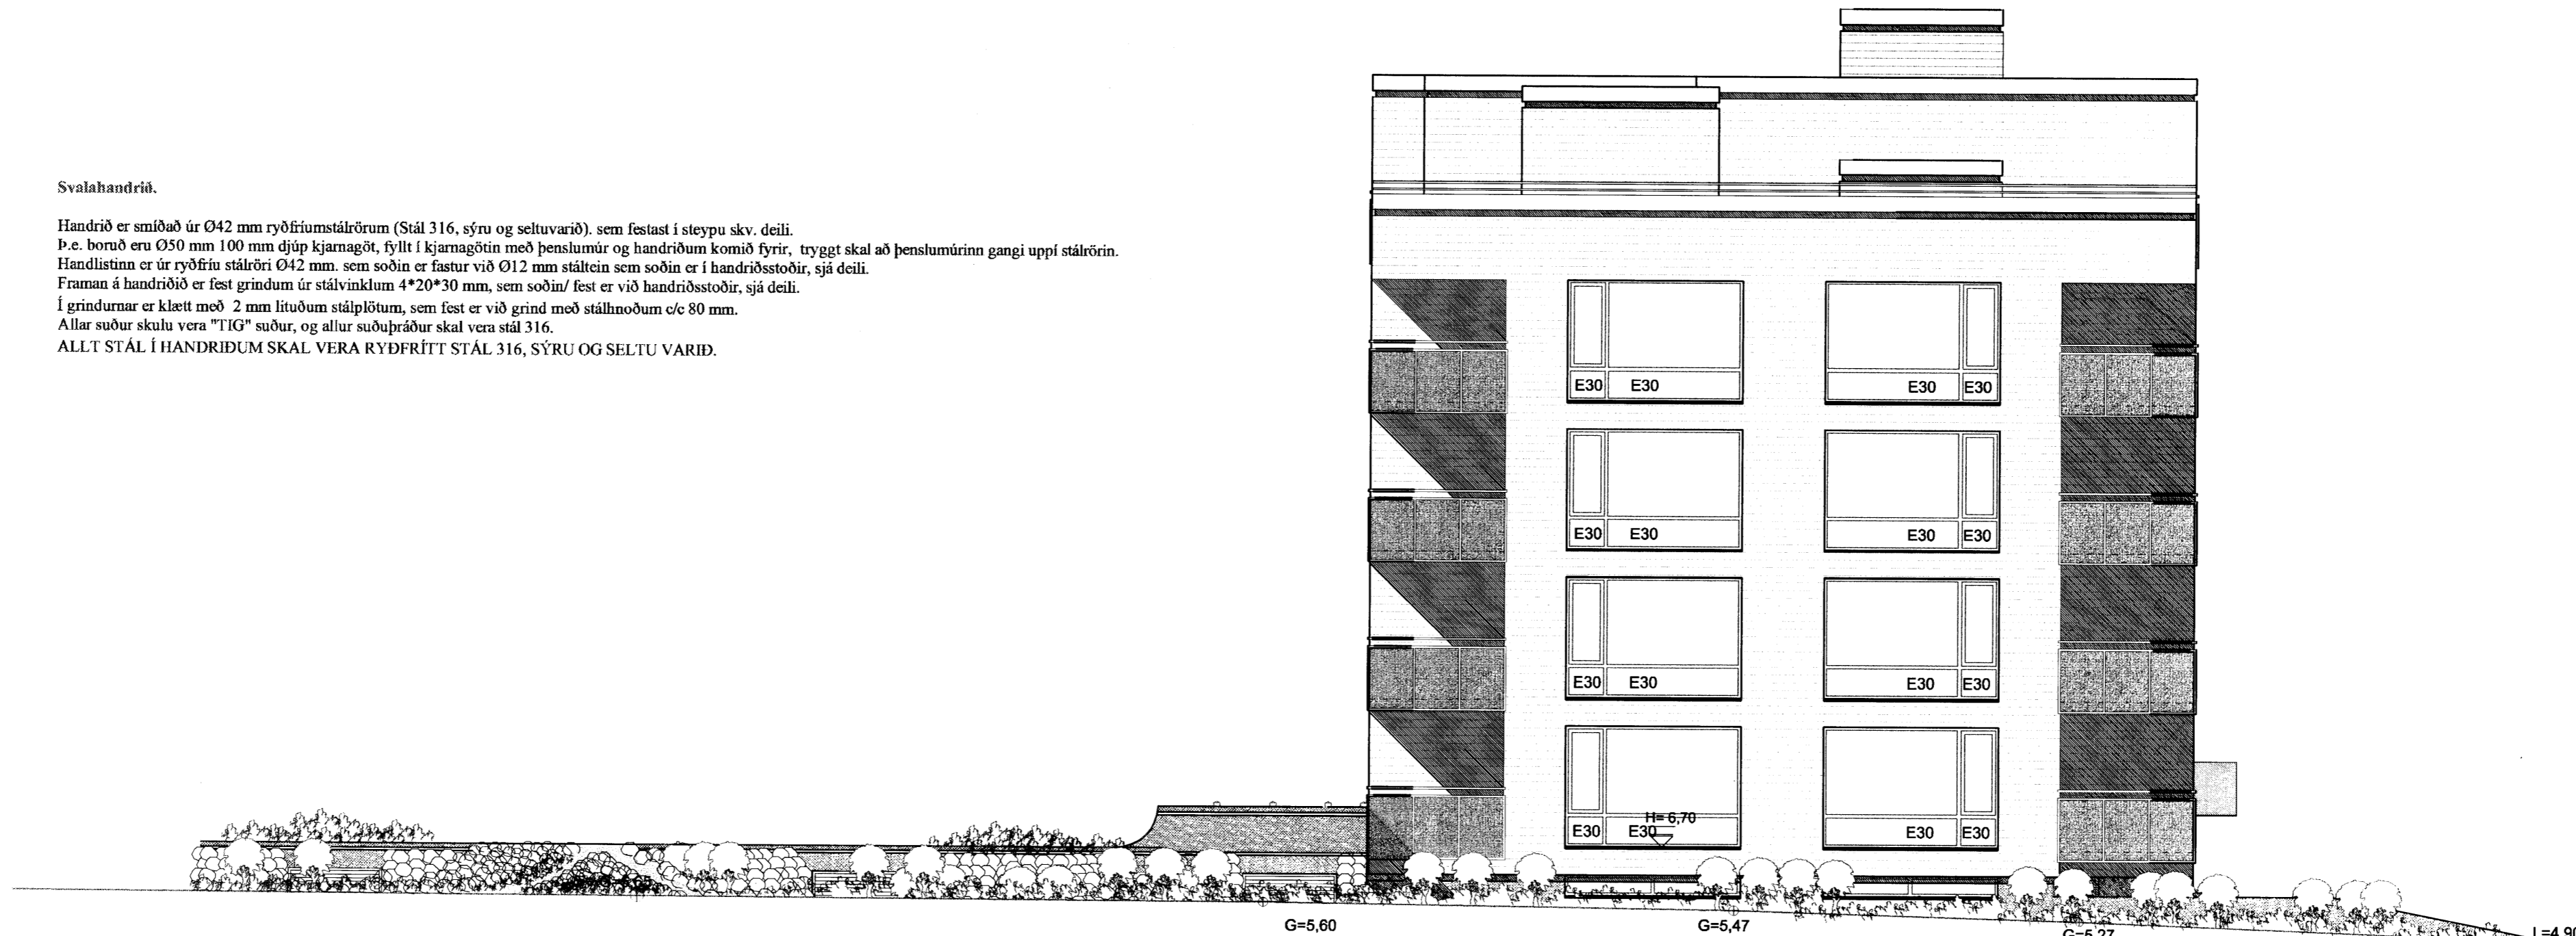 Svalahandrið.
Handrið er smíðað úr Ø42 mm ryðfríumstálrörum (Stál 316, sýru og seltuvarið). sem festast í steypu skv. deili.
Þ.e. boruð eru Ø50 mm 100 mm djúp kjarnagöt, fyllt í kjarnagötin með þenslumúr og handriðum komið fyrir, tryggt skal að þenslumúrinn gangi uppí stálrörin.
Handlistinn er úr ryðfríu stálröri Ø42 mm. sem soðin er fastur við Ø12 mm stáltein sem soðin er í handriðsstoðir, sjá deili.
Framan á handriðið er fest grindum úr stálvinklum 4*20*30 mm, sem soðin/ fest er við handriðsstoðir, sjá deili.
Í grindurnar er klætt með 2 mm lituðum stálplötum, sem fest er við grind með stálhnoðum c/c 80 mm.
Allar suður skulu vera "TIG" suður, og allur suðuþráður skal vera stál 316.
ALLT STÁL Í HANDRIÐUM SKAL VERA RYÐFRÍTT STÁL 316, SÝRU OG SELTU VARIÐ.
E30 E30 E30 E30
E30 E30 E30 E30
E30 E30 E30 E30
H= 6,70
E30 E30 E30 E30
G=5,60 G=5,47 G=5,27